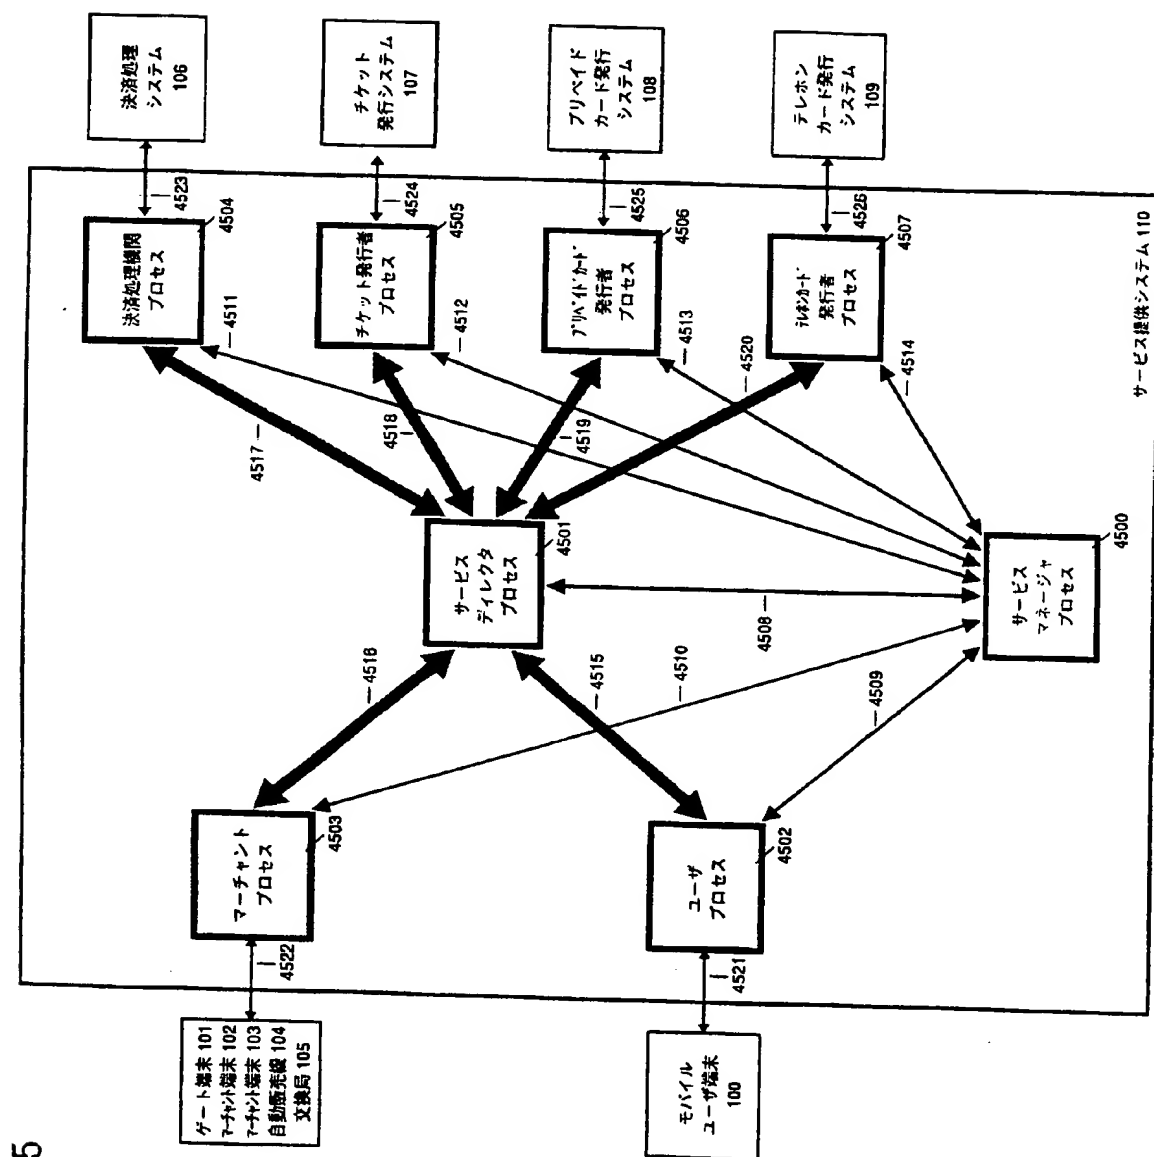 決済処理
システム
106
チケット
発行システム
107
プリペイド
カード発行
システム
108
テレホン
カード発行
システム
109
4523
4524
4525
4526
決済処理機関
プロセス
4504
チケット発行者
プロセス
4505
プリペイドカード
発行者
プロセス
4506
テレホンカード
発行者
プロセス
4507
4511
4512
4513
4520
4514
4517
4518
4519
サービス提供システム 110
サービス
ディレクタ
プロセス
4501
サービス
マネージャ
プロセス
4500
4508
4516
4515
4510
4509
マーチャント
プロセス
4503
ユーザ
プロセス
4502
4522
4521
ゲート端末 101
マーチャント端末 102
マーチャント端末 103
自動販売機 104
交換局 105
モバイル
ユーザ端末
100
5